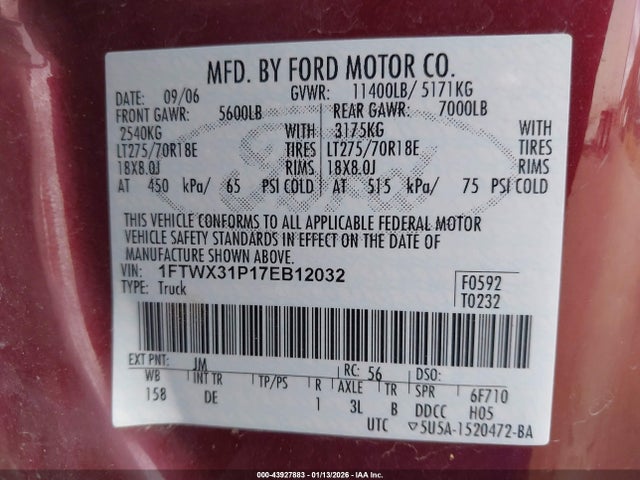 MFD. BY FORD MOTOR CO.
DATE: 09/06 GVWR: 11400LB/ 5171KG
FRONT GAWR: 5600LB REAR GAWR: 7000LB
2540KG WITH 3175KG WITH
LT275/70R18E TIRES LT275/70R18E TIRES
18X8.0J RIMS 18X8.0J RIMS
AT 450 kPa/ 65 PSI COLD AT 515 kPa/ 75 PSI COLD
THIS VEHICLE CONFORMS TO ALL APPLICABLE FEDERAL MOTOR
VEHICLE SAFETY STANDARDS IN EFFECT ON THE DATE OF
MANUFACTURE SHOWN ABOVE.
VIN: 1FTWX31P17EB12032 F0592
TYPE: Truck T0232
EXT PNT: JM RC: 56 DSO:
WB INT TR TP/PS R AXLE TR SPR 6F710
158 DE 1 3L B DDCC H05
UTC ▽5U5A-1520472-BA
000-43927883 - 01/13/2026 - IAA Inc.